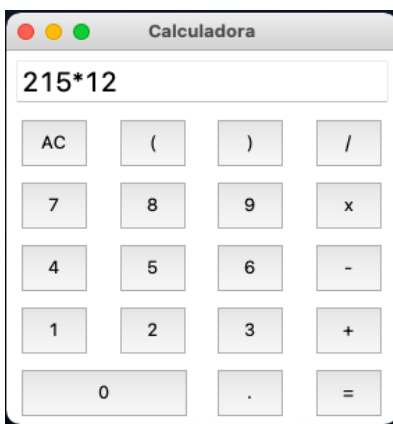 Calculadora
215*12
AC ( ) /
7 8 9 x
4 5 6 -
1 2 3 +
0 . =